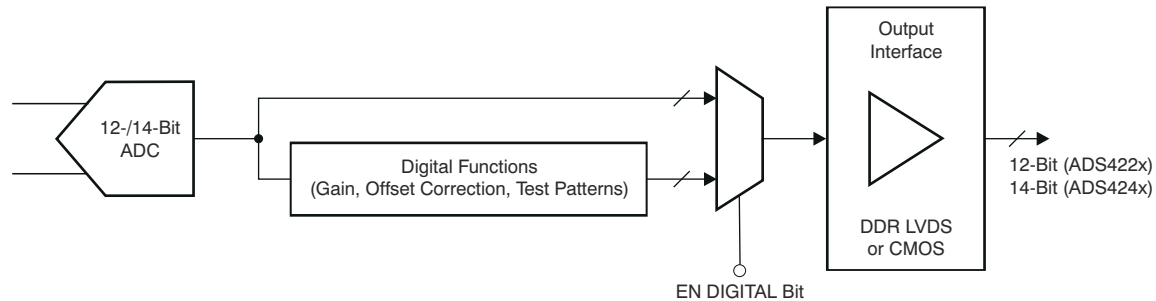 12-/14-Bit
ADC
Digital Functions
(Gain, Offset Correction, Test Patterns)
EN DIGITAL Bit
Output
Interface
DDR LVDS
or CMOS
12-Bit (ADS422x)
14-Bit (ADS424x)